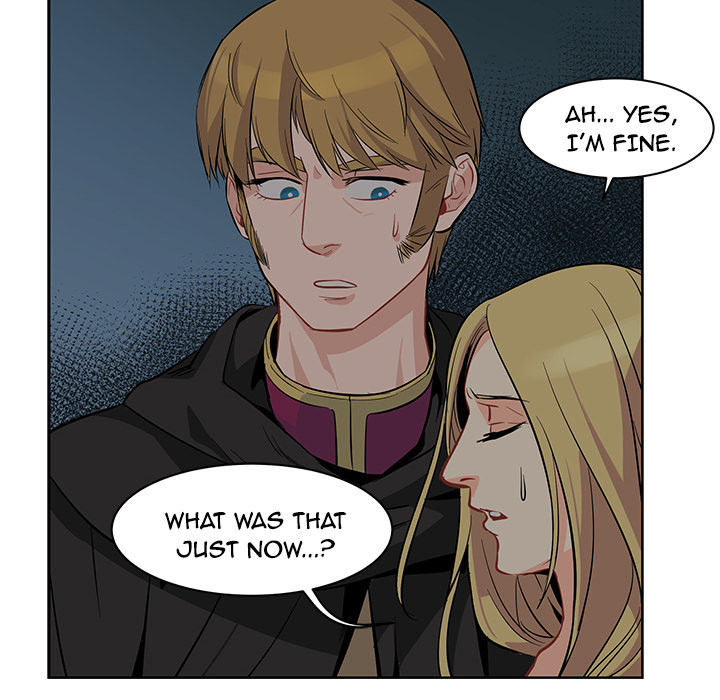 AH... YES,
I'M FINE.
WHAT WAS THAT
JUST NOW...?